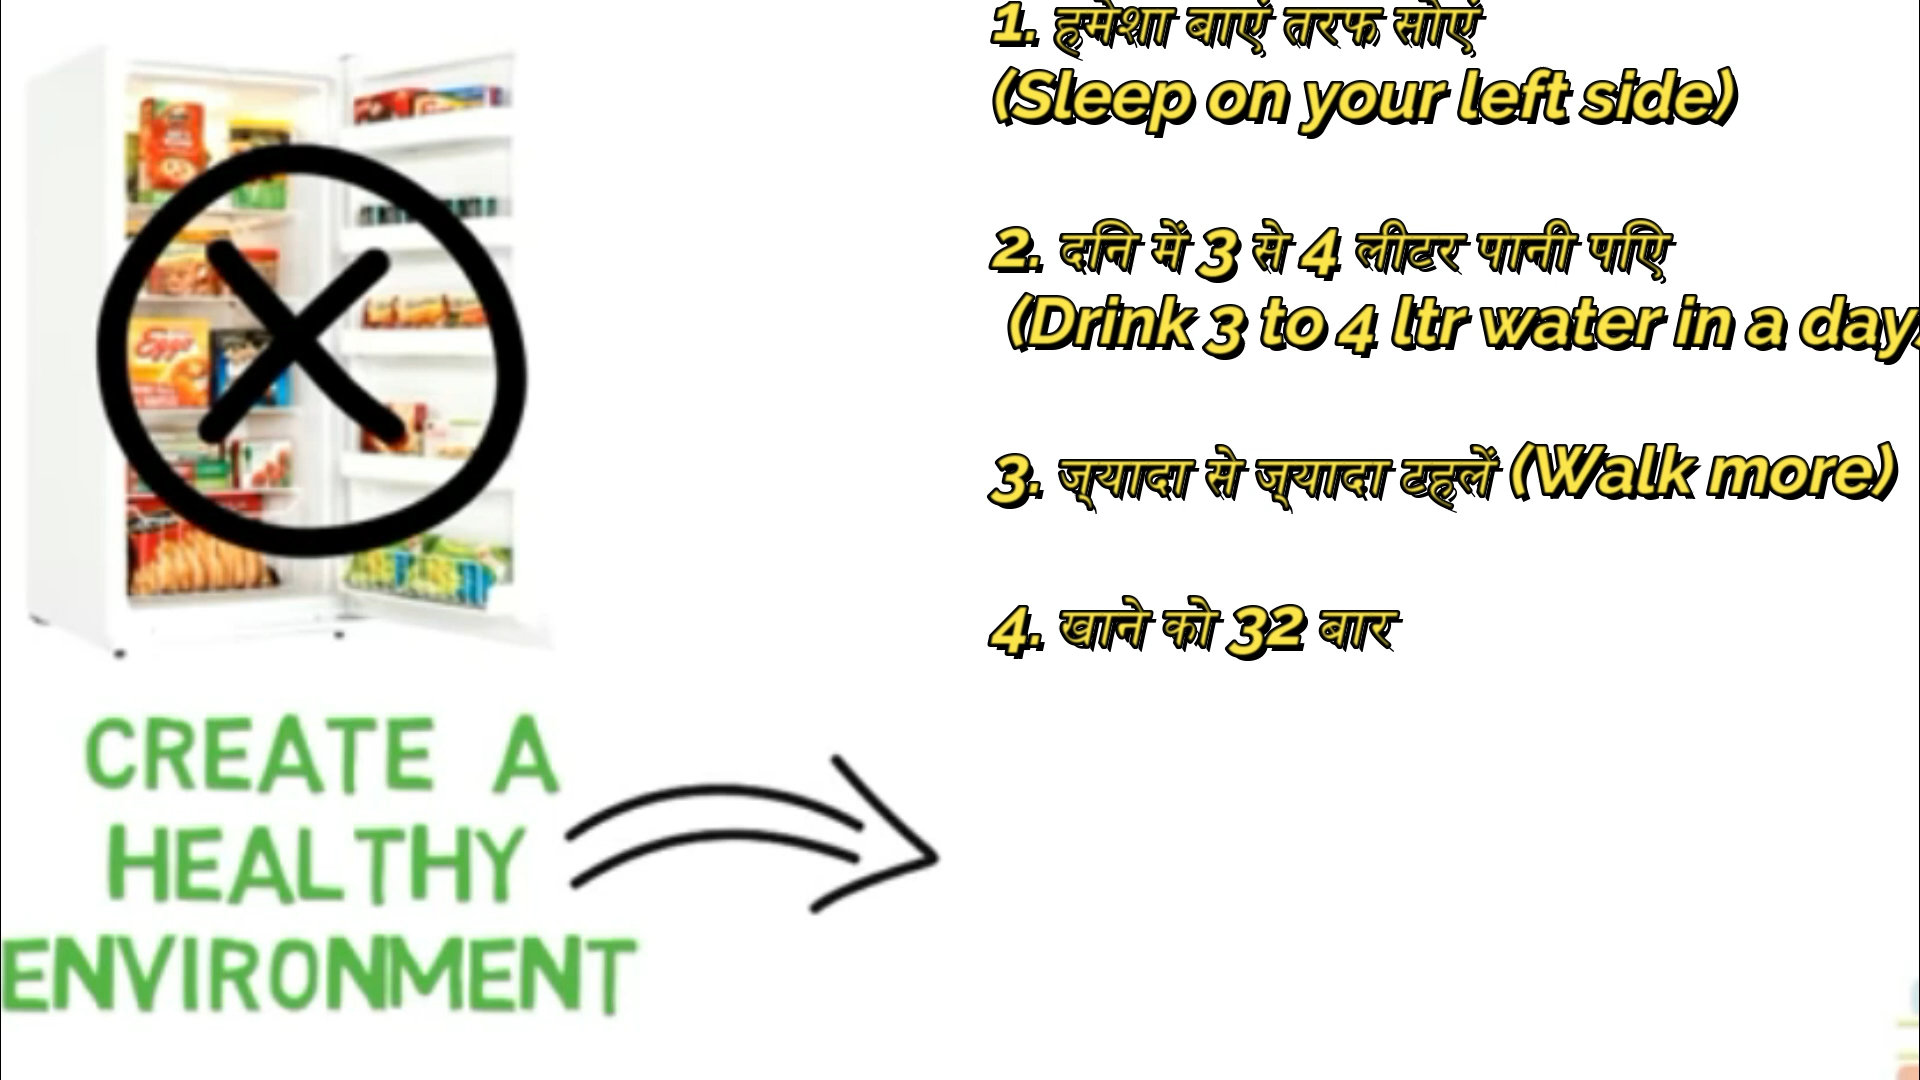 1. हमेशा बाएं तरफ सोएं
(Sleep on your left side)
2. दिन में 3 से 4 लीटर पानी पिए
(Drink 3 to 4 ltr water in a day)
3. ज्यादा से ज्यादा टहलें (Walk more)
4. खाने को 32 बार
Eggo
CREATE A
HEALTHY
ENVIRONMENT